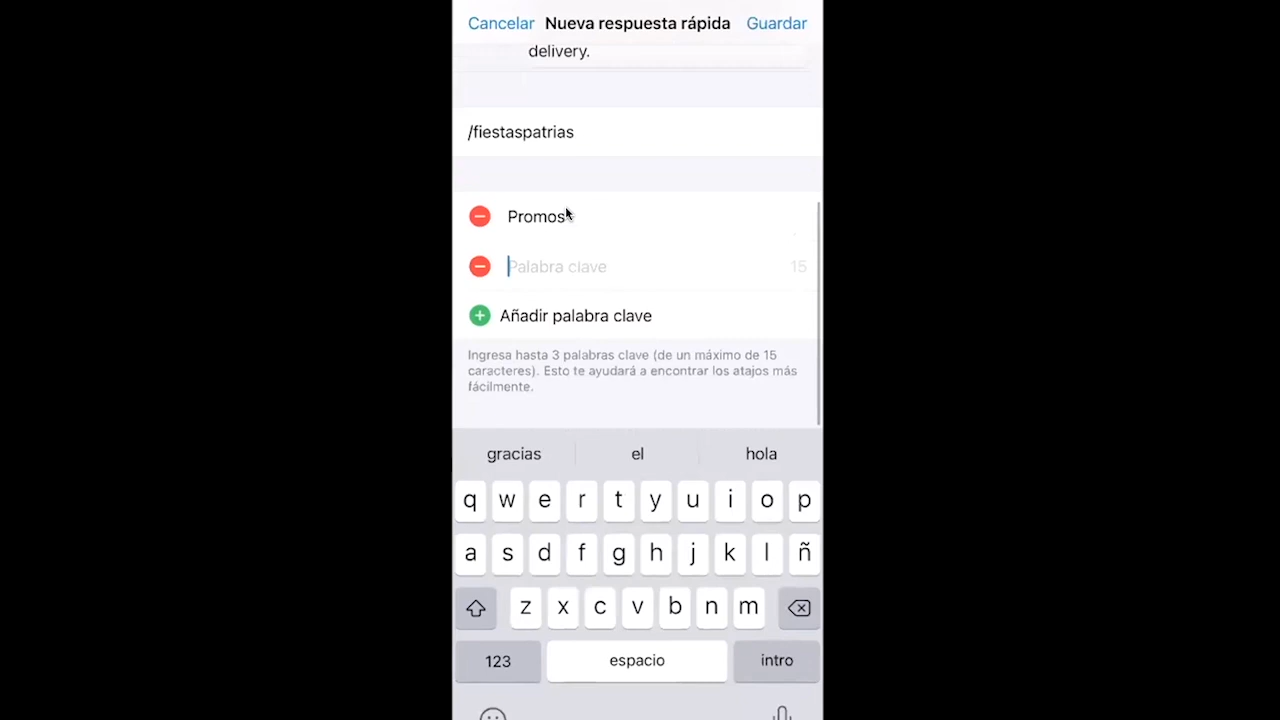 Cancelar Nueva respuesta rápida Guardar
delivery.
/fiestaspatrias
Promos
Palabra clave 15
Añadir palabra clave
Ingresa hasta 3 palabras clave (de un máximo de 15
caracteres). Esto te ayudará a encontrar los atajos más
fácilmente.
gracias el hola
q w e r t y u i o p
a s d f g h j k l ñ
z x c v b n m
123 espacio intro